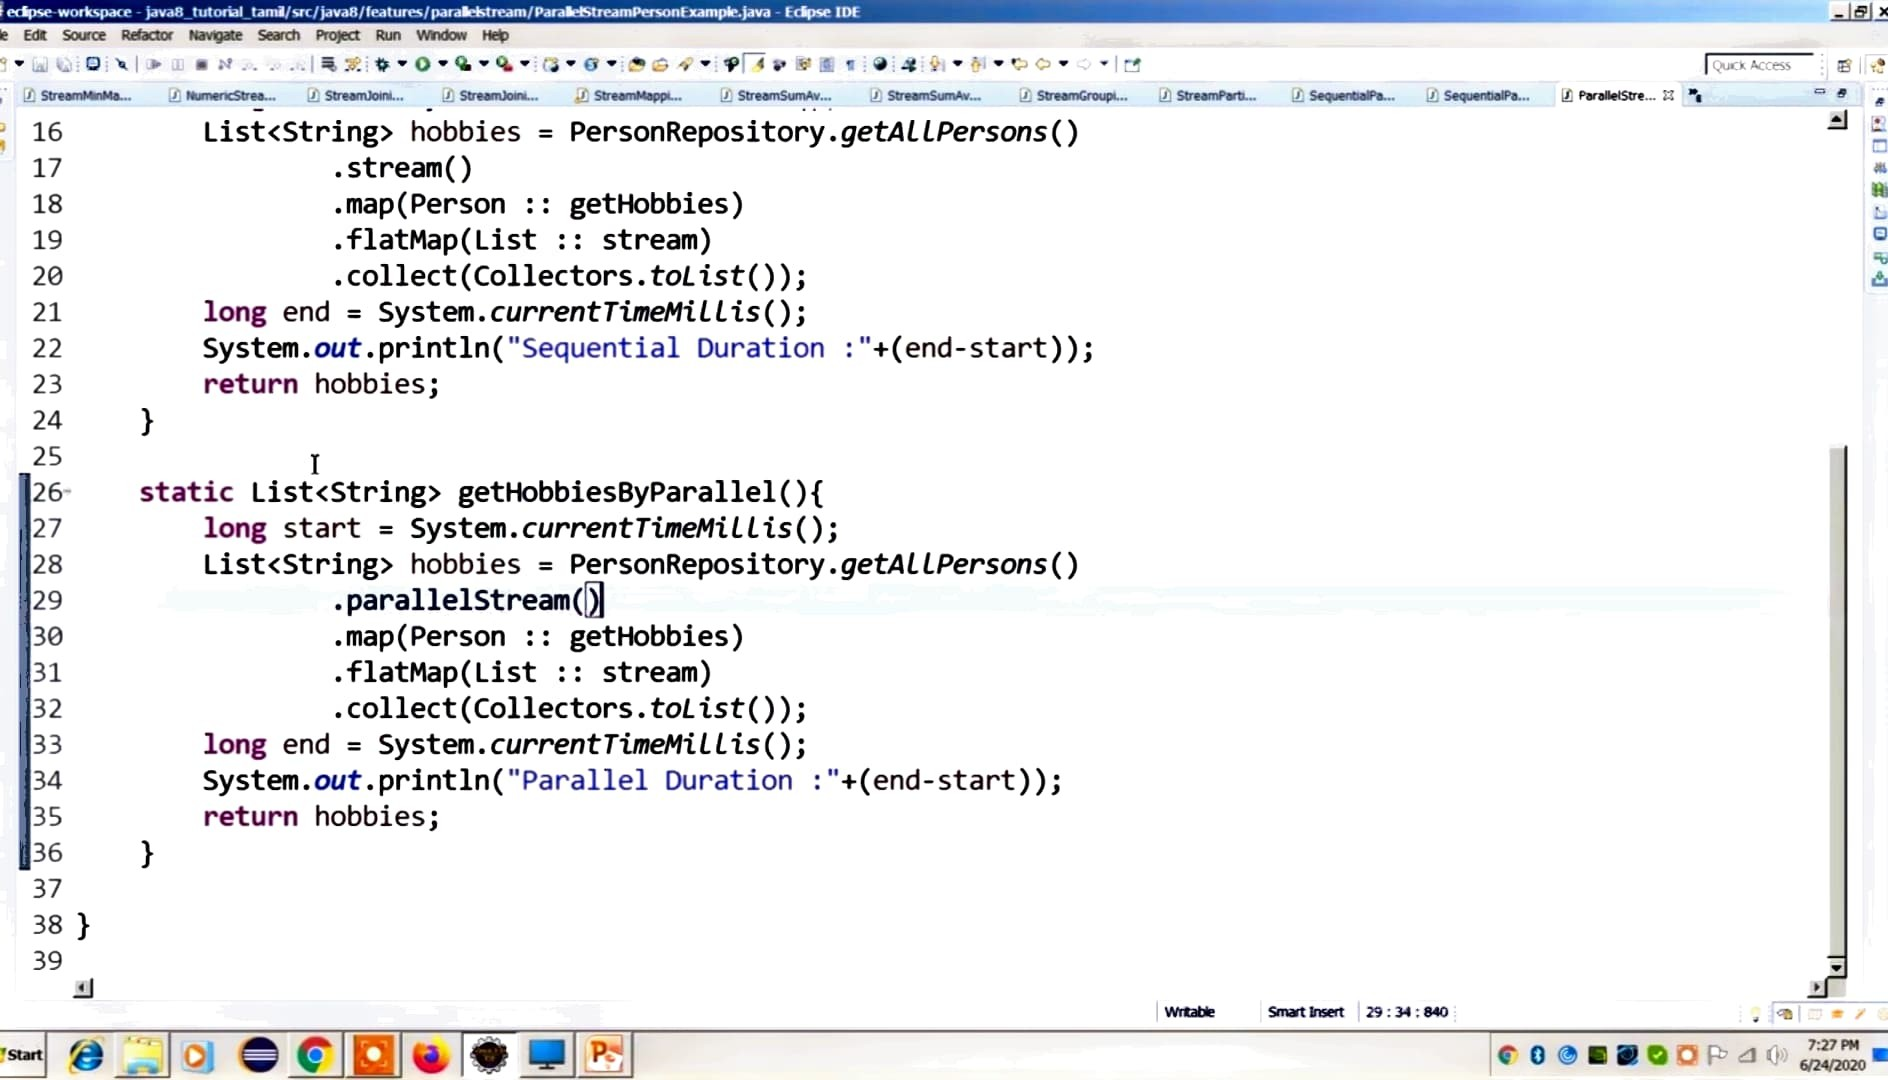 eclipse-workspace - java8_tutorial_tamil/src/java8/features/parallelstream/ParallelStreamPersonExample.java - Eclipse IDE
Edit Source Refactor Navigate Search Project Run Window Help
Quick Access
StreamMinMa... NumericStrea... StreamJoini... StreamJoini... StreamMappi... StreamSumAv... StreamSumAv... StreamGroupi... StreamParti... SequentialPa... SequentialPa... ParallelStre...
16 List<String> hobbies = PersonRepository.getAllPersons()
17 .stream()
18 .map(Person :: getHobbies)
19 .flatMap(List :: stream)
20 .collect(Collectors.toList());
21 long end = System.currentTimeMillis();
22 System.out.println("Sequential Duration :"+(end-start));
23 return hobbies;
24 }
25
26 static List<String> getHobbiesByParallel(){
27 long start = System.currentTimeMillis();
28 List<String> hobbies = PersonRepository.getAllPersons()
29 .parallelStream()
30 .map(Person :: getHobbies)
31 .flatMap(List :: stream)
32 .collect(Collectors.toList());
33 long end = System.currentTimeMillis();
34 System.out.println("Parallel Duration :"+(end-start));
35 return hobbies;
36 }
37
38 }
39
Writable Smart Insert 29 : 34 : 840
Start
7:27 PM
6/24/2020